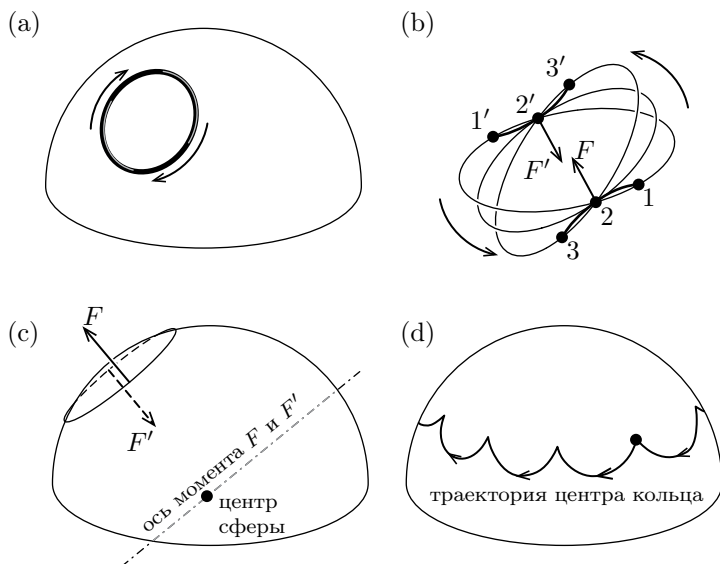 (a)
(b)
3′
2′
1′
F
F′
1
2
3
(c)
F
F′
ось момента F и F′
центр
сферы
(d)
траектория центра кольца